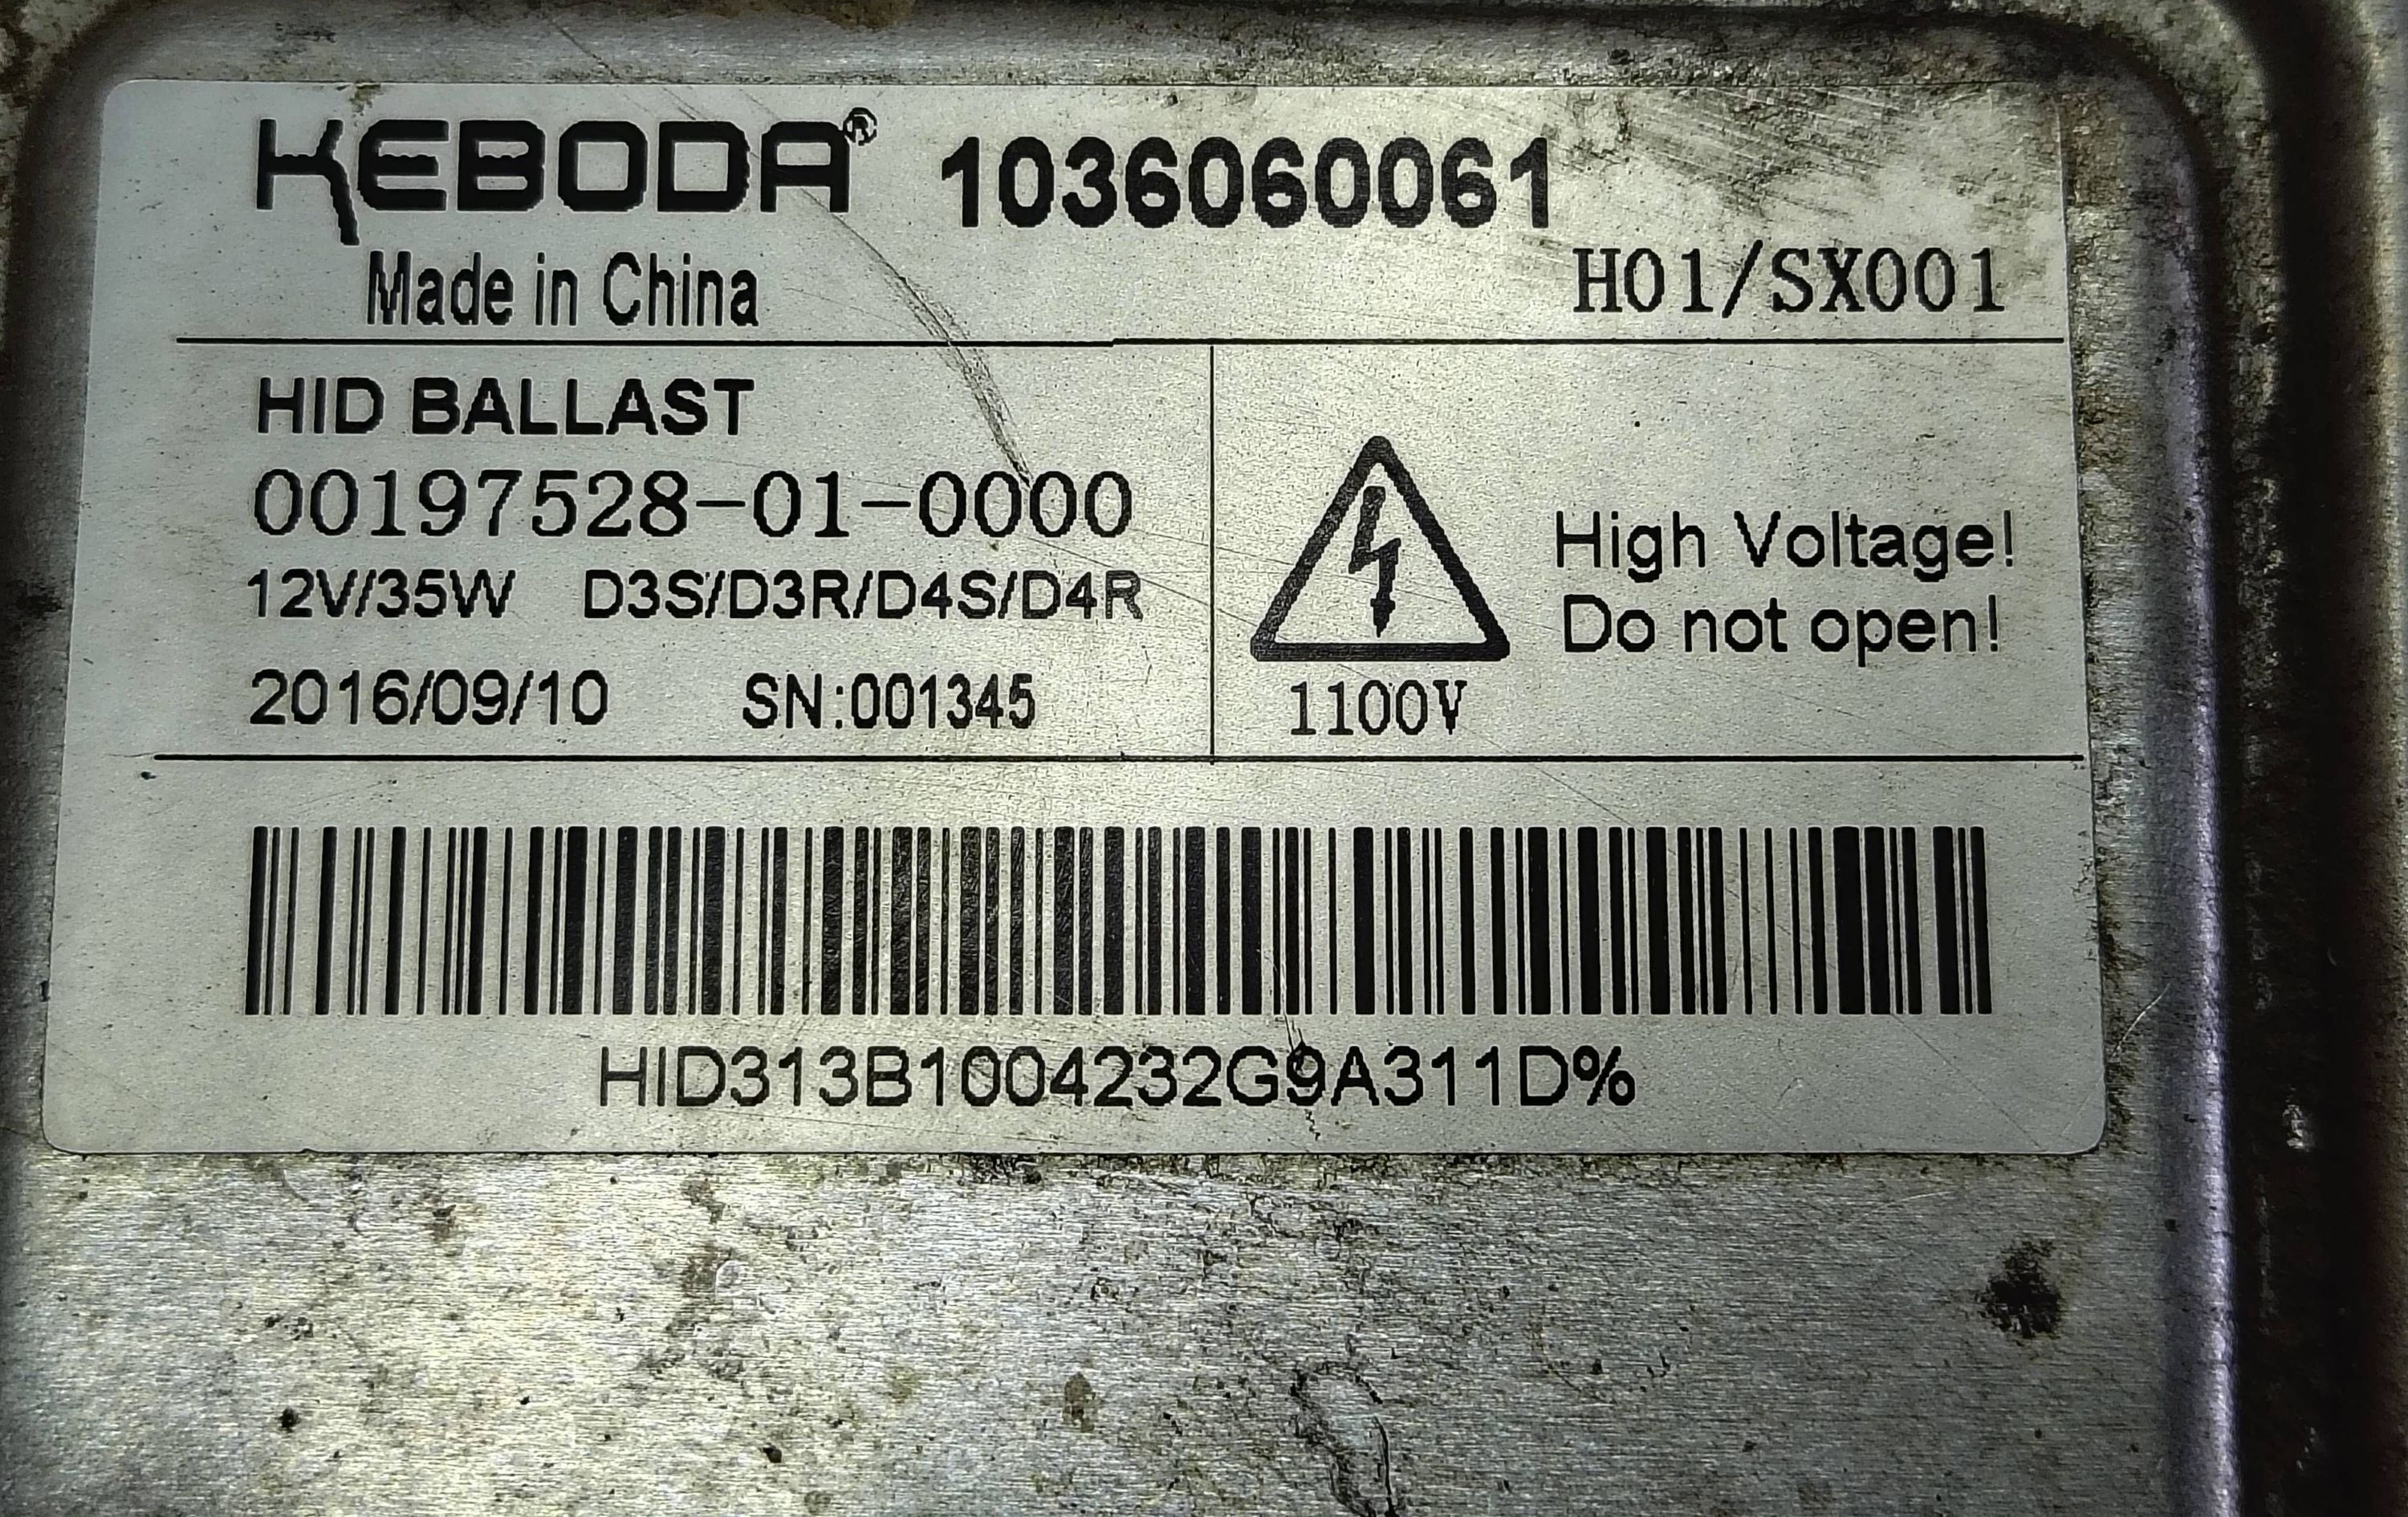 KEBODA® 1036060061
Made in China
H01/SX001
HID BALLAST
00197528-01-0000
12V/35W D3S/D3R/D4S/D4R
2016/09/10 SN:001345
High Voltage!
Do not open!
1100V
HID313B1004232G9A311D%